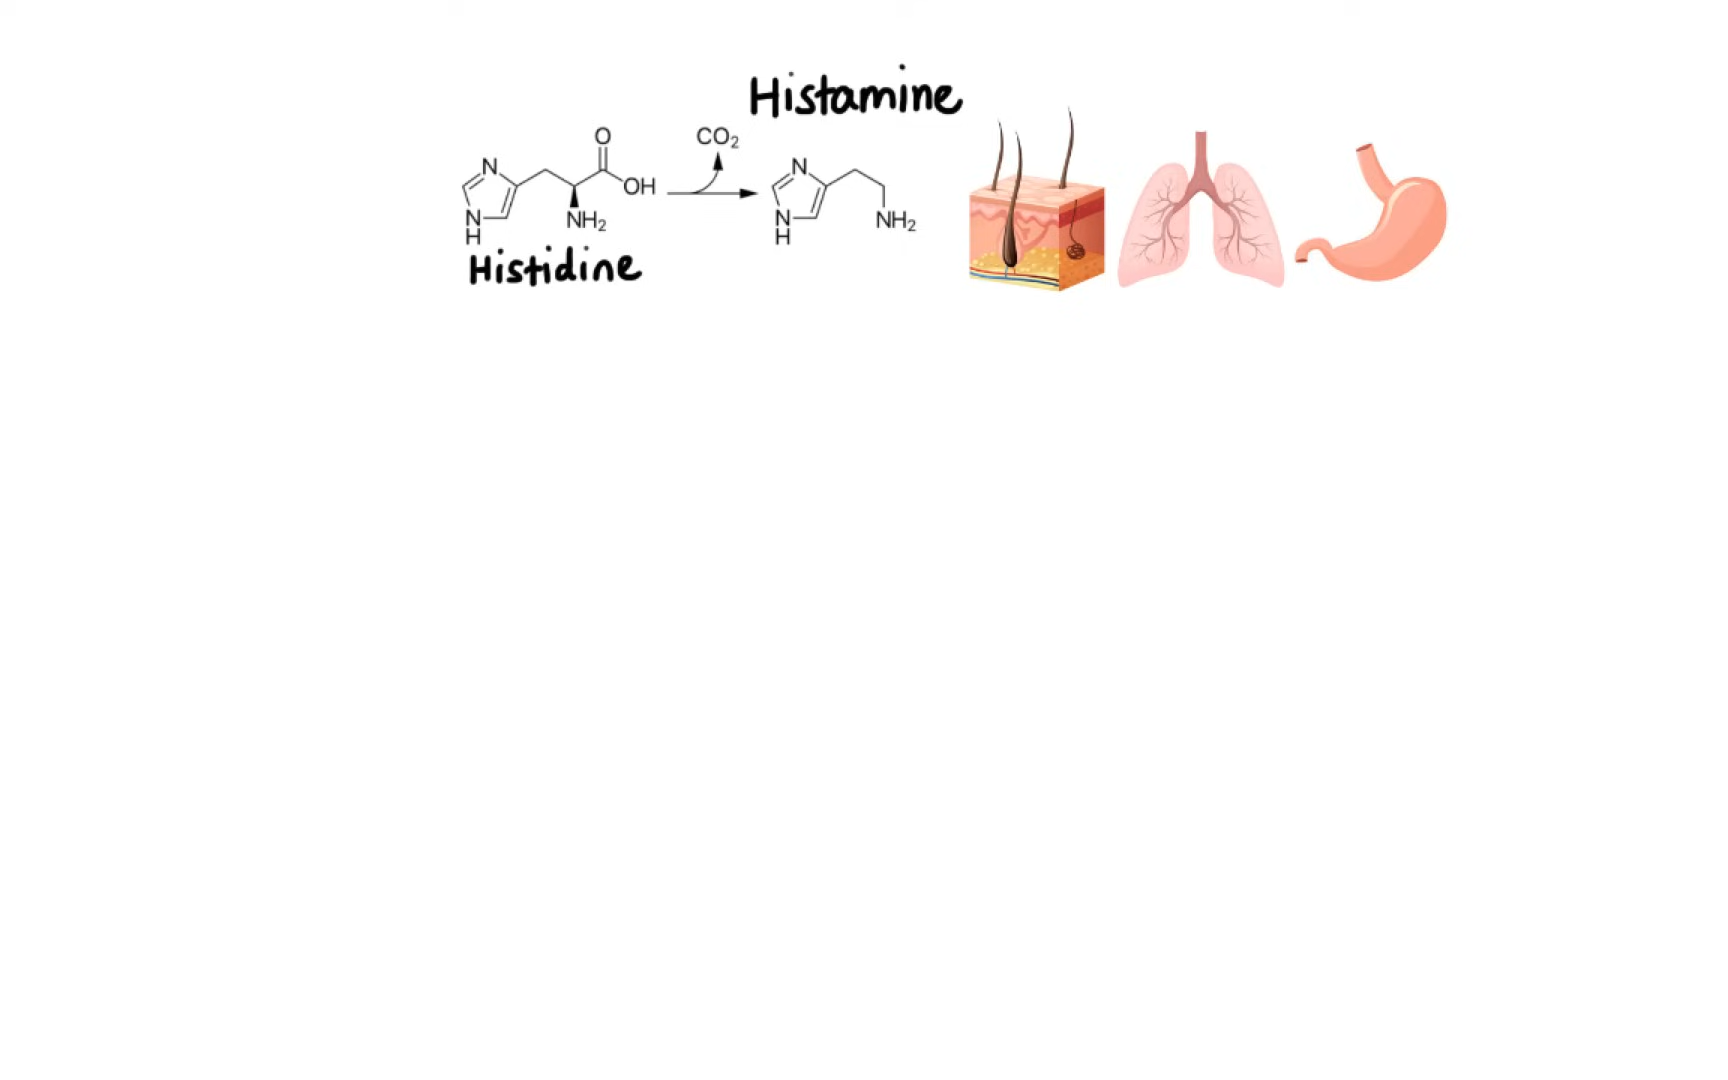 Histamine
O
CO₂
N
OH
N
H
NH₂
N
N
H
NH₂
Histidine